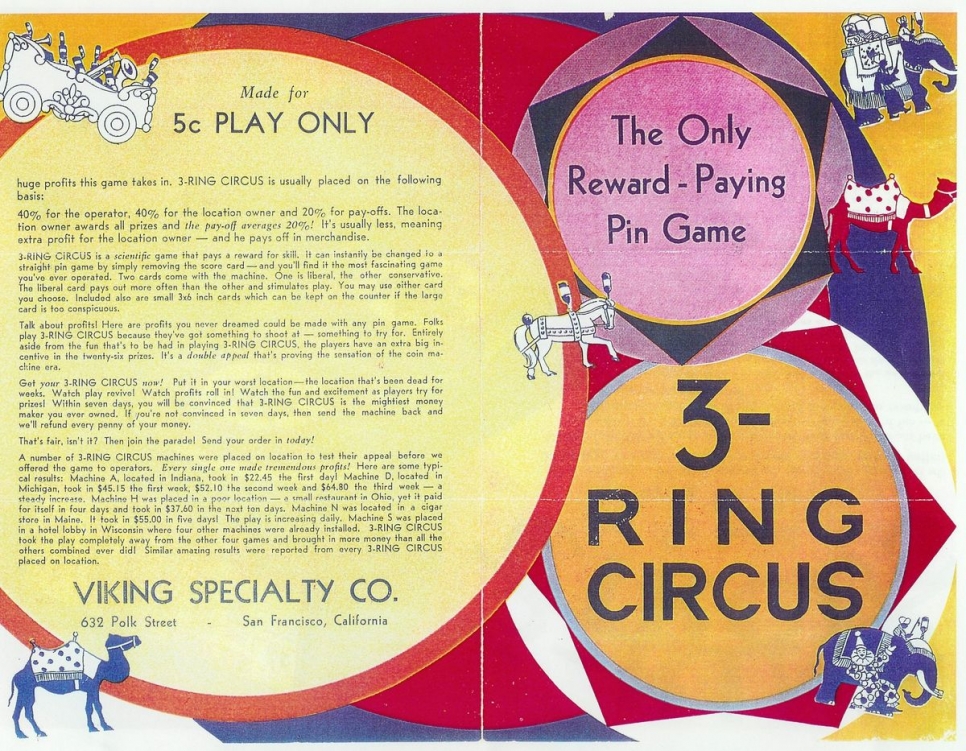 Made for
5c PLAY ONLY
huge profits this game takes in. 3-RING CIRCUS is usually placed on the following
basis:
40% for the operator, 40% for the location owner and 20% for pay-offs. The loca-
tion owner awards all prizes and the pay-off averages 20%! It's usually less, meaning
extra profit for the location owner — and he pays off in merchandise.
3-RING CIRCUS is a scientific game that pays a reward for skill. it can instantly be changed to a
straight pin game by simply removing the score card — and you'll find it the most fascinating game
you've ever operated. Two cards come with the machine. One is liberal, the other conservative.
The liberal card pays out more often than the other and stimulates play. You may use either card
you choose. Included also are small 3x6 inch cards which can be kept on the counter if the large
card is too conspicuous.
Talk about profits! Here are profits you never dreamed could be made with any pin game. Folks
play 3-RING CIRCUS because they've got something to shoot at — something to try for. Entirely
aside from the fun that's to be had in playing 3-RING CIRCUS, the players have an extra big in-
centive in the twenty-six prizes. It's a double appeal that's proving the sensation of the coin ma-
chine era.
Get your 3-RING CIRCUS now! Put it in your worst location—the location that's been dead for
weeks. Watch play revive! Watch profits roll in! Watch the fun and excitement as players try for
prizes! Within seven days, you will be convinced that 3-RING CIRCUS is the mightiest money
maker you ever owned. If you're not convinced in seven days, then send the machine back and
we'll refund every penny of your money.
That's fair, isn't it? Then join the parade! Send your order in today!
A number of 3-RING CIRCUS machines were placed on location to test their appeal before we
offered the game to operators. Every single one made tremendous profits! Here are some typi-
cal results: Machine A, located in Indiana, took in $22.45 the first day! Machine D, located in
Michigan, took in $45.15 the first week, $52.10 the second week and $64.80 the third week — a
steady increase. Machine H was placed in a poor location — a small restaurant in Ohio, yet it paid
for itself in four days and took in $37.60 in the next ten days. Machine N was located in a cigar
store in Maine. It took in $55.00 in five days! The play is increasing daily. Machine S was placed
in a hotel lobby in Wisconsin where four other machines were already installed. 3-RING CIRCUS
took the play completely away from the other four games and brought in more money than all the
others combined ever did! Similar amazing results were reported from every 3-RING CIRCUS
placed on location.
VIKING SPECIALTY CO.
632 Polk Street - San Francisco, California
The Only
Reward-Paying
Pin Game
3-
RING
CIRCUS